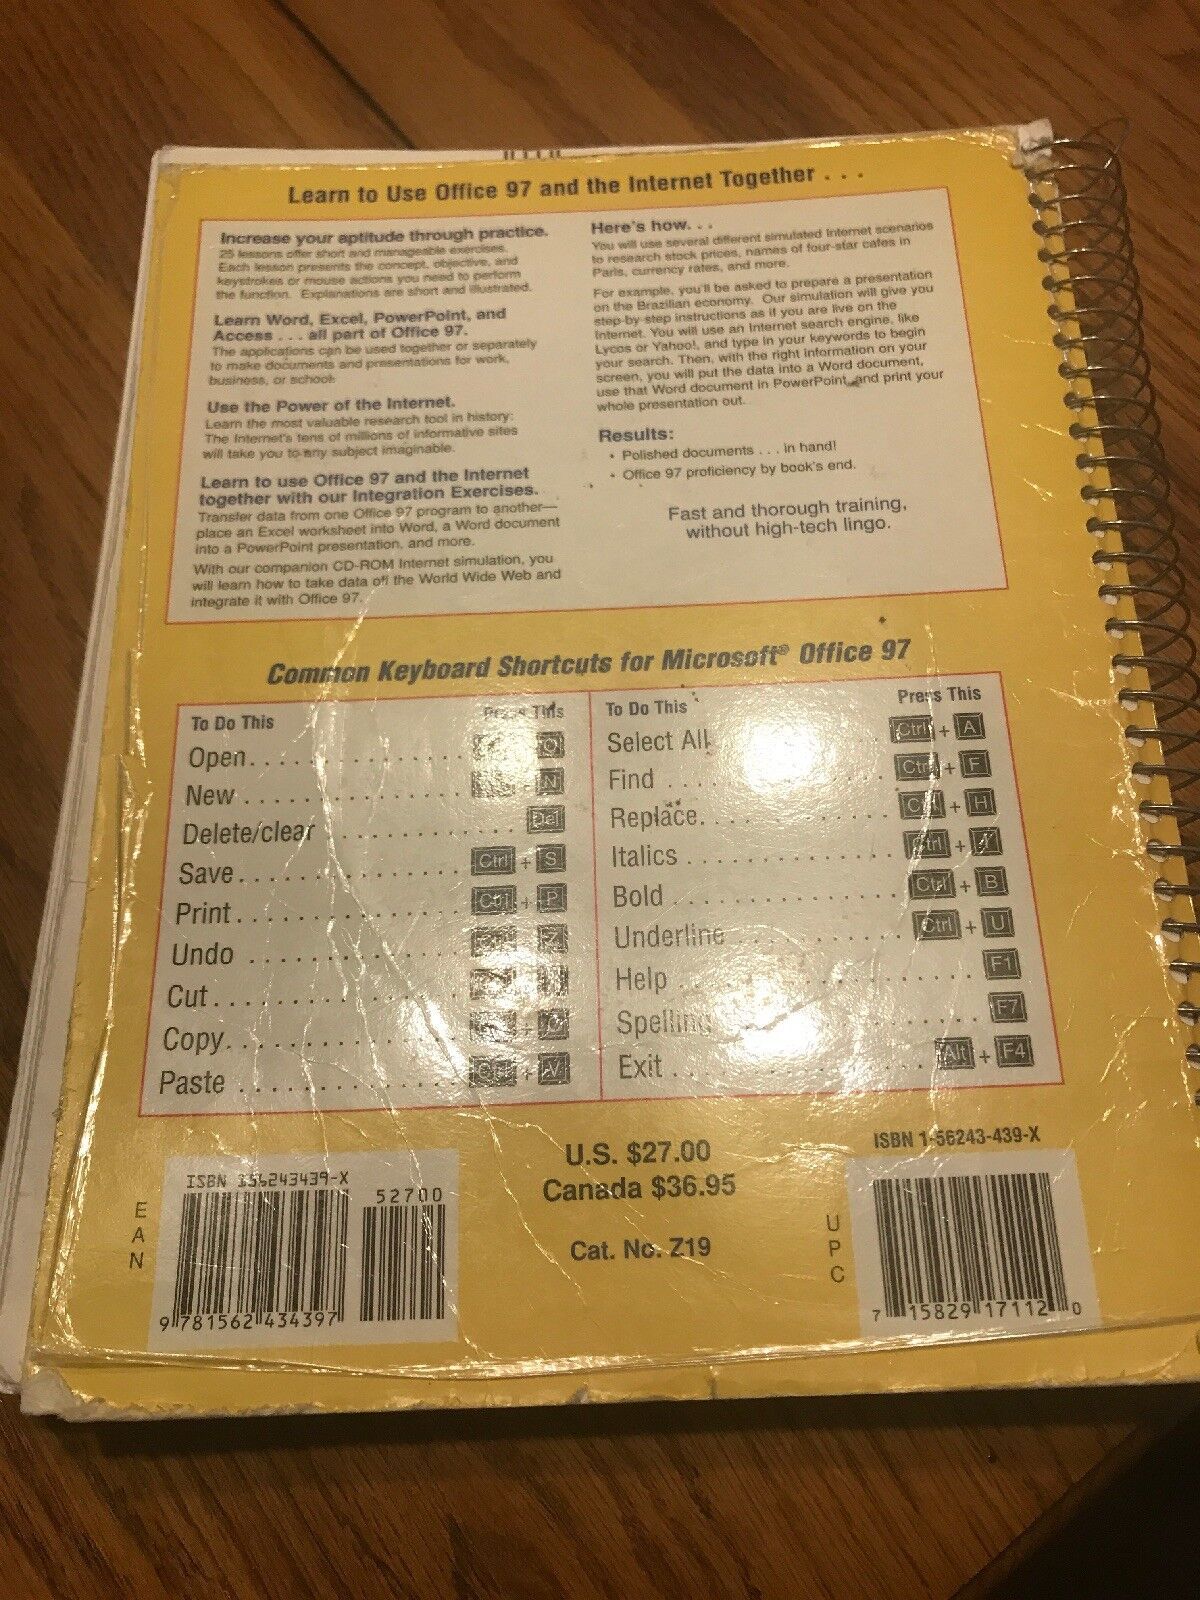 Learn to Use Office 97 and the Internet Together . . .
Increase your aptitude through practice.
25 lessons offer short and manageable exercises.
Each lesson presents the concept, objective, and
keystrokes or mouse actions you need to perform
the function. Explanations are short and illustrated.
Learn Word, Excel, PowerPoint, and
Access . . . all part of Office 97.
The applications can be used together or separately
to make documents and presentations for work,
business, or school.
Use the Power of the Internet.
Learn the most valuable research tool in history:
The Internet's tens of millions of informative sites
will take you to any subject imaginable.
Learn to use Office 97 and the Internet
together with our Integration Exercises.
Transfer data from one Office 97 program to another—
place an Excel worksheet into Word, a Word document
into a PowerPoint presentation, and more.
With our companion CD-ROM Internet simulation, you
will learn how to take data off the World Wide Web and
integrate it with Office 97.
Here's how. . .
You will use several different simulated Internet scenarios
to research stock prices, names of four-star cafes in
Paris, currency rates, and more.
For example, you'll be asked to prepare a presentation
on the Brazilian economy. Our simulation will give you
step-by-step instructions as if you are live on the
Internet. You will use an Internet search engine, like
Lycos or Yahoo!, and type in your keywords to begin
your search. Then, with the right information on your
screen, you will put the data into a Word document,
use that Word document in PowerPoint, and print your
whole presentation out.
Results:
• Polished documents . . . in hand!
• Office 97 proficiency by book's end.
Fast and thorough training,
without high-tech lingo.
Common Keyboard Shortcuts for Microsoft® Office 97
To Do This Press This
Open O
New + N
Delete/clear Del
Save Ctrl + S
Print Ctrl + P
Undo Ctrl + Z
Cut
Copy +
Paste Ctrl + V
To Do This Press This
Select All Ctrl + A
Find Ctrl + F
Replace Ctrl + H
Italics Ctrl + I
Bold Ctrl + B
Underline Ctrl + U
Help F1
Spelling F7
Exit Alt + F4
EAN
ISBN 156243439-X
52700
9 781562 434397
U.S. $27.00
Canada $36.95
Cat. No. Z19
ISBN 1-56243-439-X
UPC
7 15829 17112 0